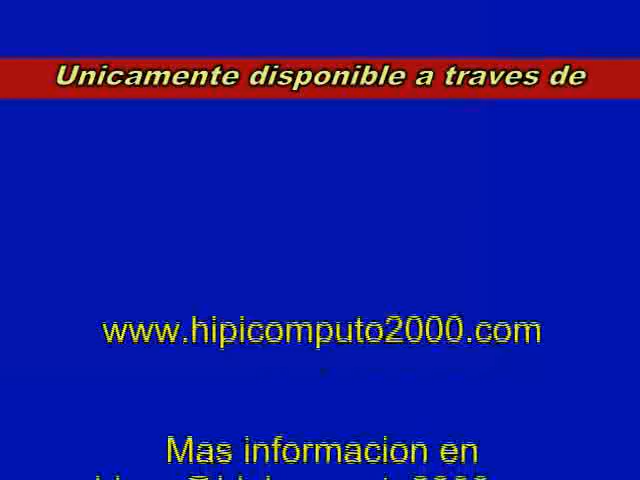 Unicamente disponible a traves de
www.hipicomputo2000.com
Mas informacion en